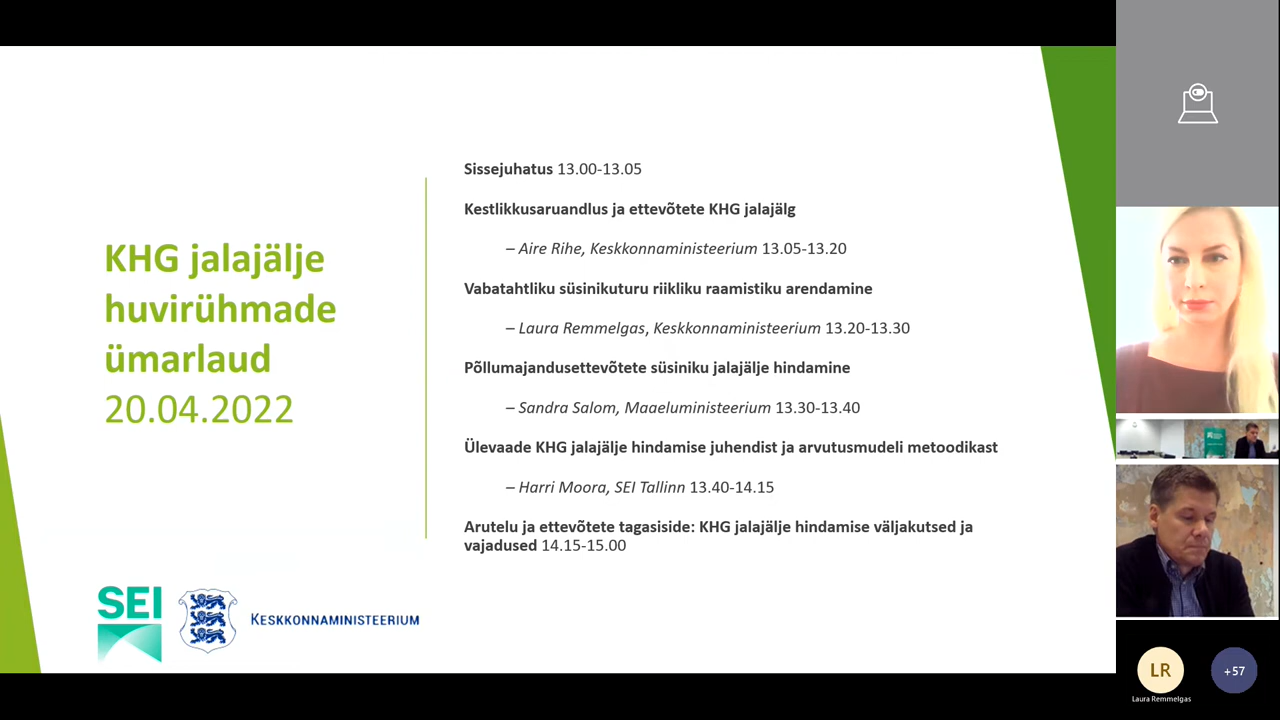 KHG jalajälje
huvirühmade
ümarlaud
20.04.2022
Sissejuhatus 13.00-13.05
Kestlikkusaruandlus ja ettevõtete KHG jalajälg
– Aire Rihe, Keskkonnaministeerium 13.05-13.20
Vabatahtliku süsinikuturu riikliku raamistiku arendamine
– Laura Remmelgas, Keskkonnaministeerium 13.20-13.30
Põllumajandusettevõtete süsiniku jalajälje hindamine
– Sandra Salom, Maaeluministeerium 13.30-13.40
Ülevaade KHG jalajälje hindamise juhendist ja arvutusmudeli metoodikast
– Harri Moora, SEI Tallinn 13.40-14.15
Arutelu ja ettevõtete tagasiside: KHG jalajälje hindamise väljakutsed ja
vajadused 14.15-15.00
SEI
KESKKONNAMINISTEERIUM
LR
Laura Remmelgas
+57